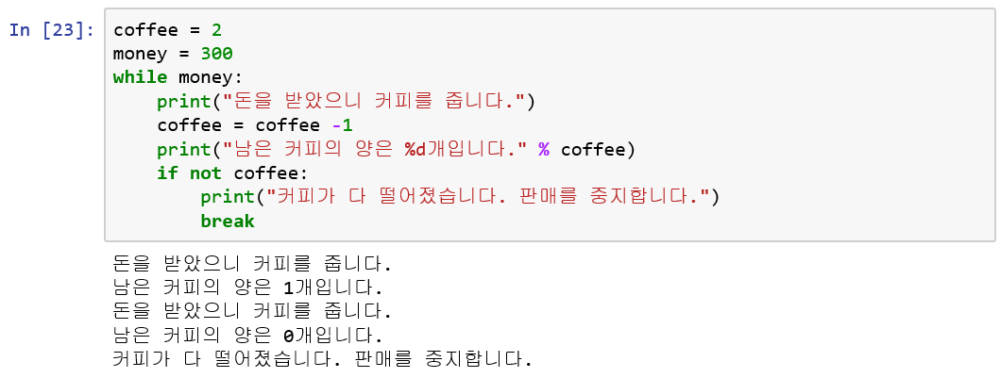 In [23]: coffee = 2
money = 300
while money:
    print("돈을 받았으니 커피를 줍니다.")
    coffee = coffee -1
    print("남은 커피의 양은 %d개입니다." % coffee)
    if not coffee:
        print("커피가 다 떨어졌습니다. 판매를 중지합니다.")
        break
돈을 받았으니 커피를 줍니다.
남은 커피의 양은 1개입니다.
돈을 받았으니 커피를 줍니다.
남은 커피의 양은 0개입니다.
커피가 다 떨어졌습니다. 판매를 중지합니다.